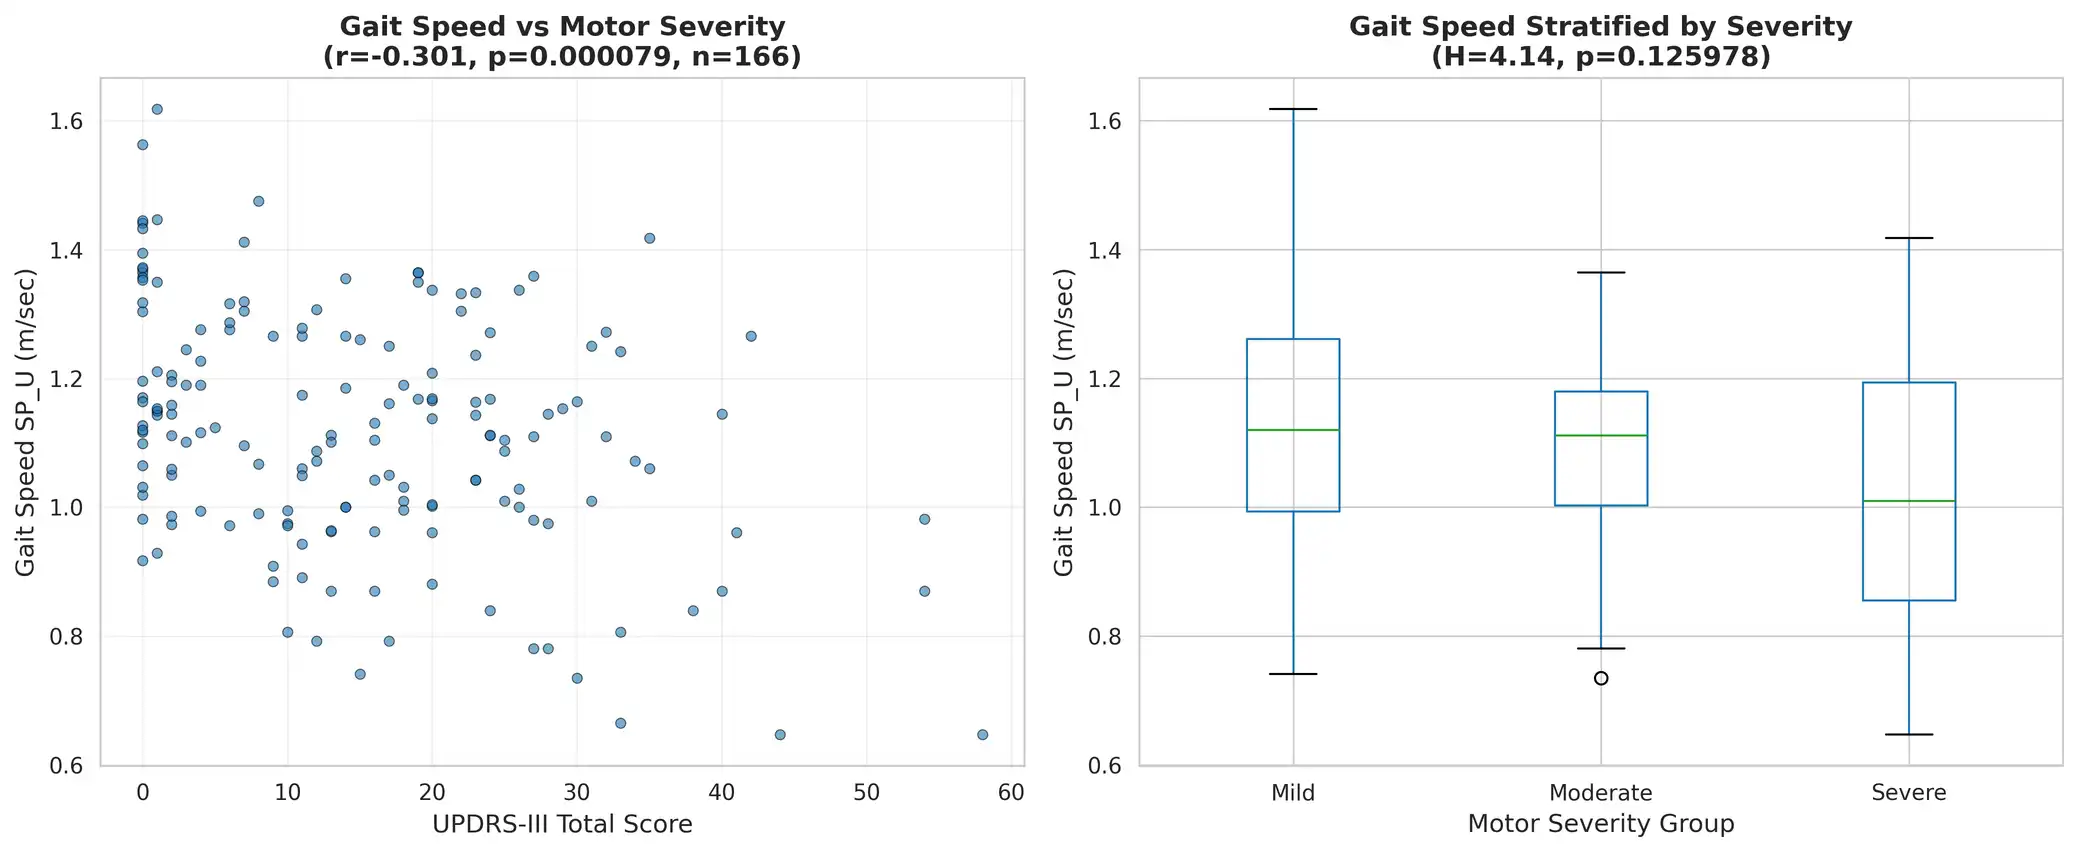 Gait Speed vs Motor Severity
(r=-0.301, p=0.000079, n=166)
Gait Speed SP_U (m/sec)
1.6
1.4
1.2
1.0
0.8
0.6
0 10 20 30 40 50 60
UPDRS-III Total Score
Gait Speed Stratified by Severity
(H=4.14, p=0.125978)
Gait Speed SP_U (m/sec)
1.6
1.4
1.2
1.0
0.8
0.6
Mild Moderate Severe
Motor Severity Group